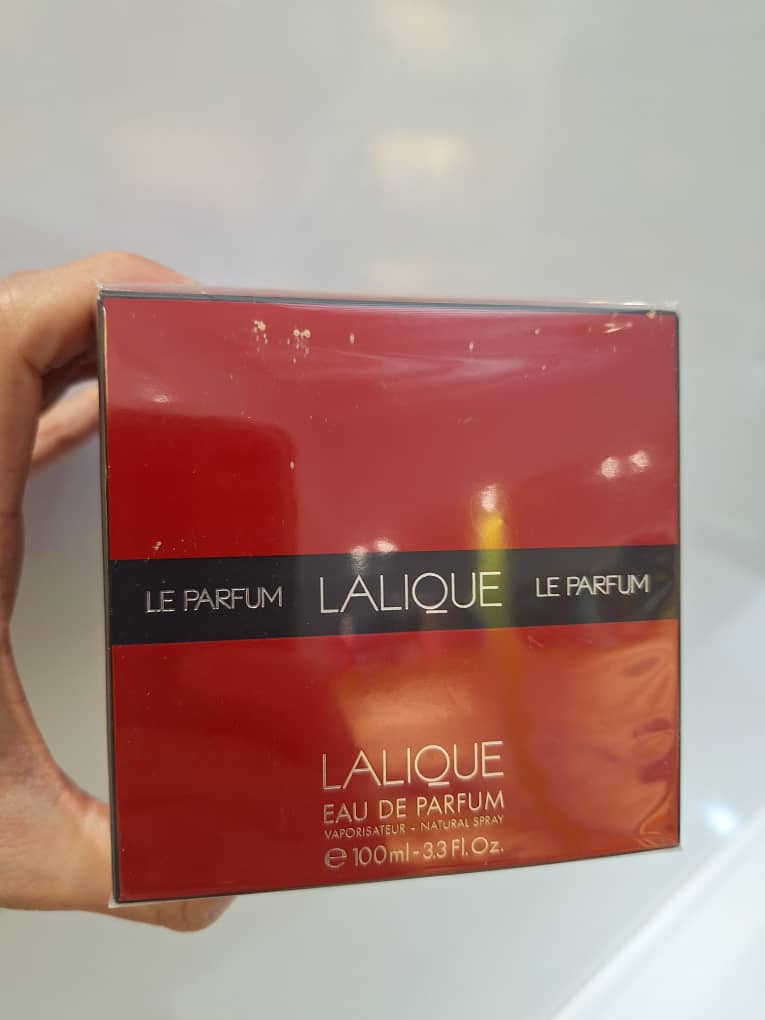 LE PARFUM LALIQUE LE PARFUM
LALIQUE
EAU DE PARFUM
VAPORISATEUR - NATURAL SPRAY
e 100ml - 3.3 Fl. Oz.